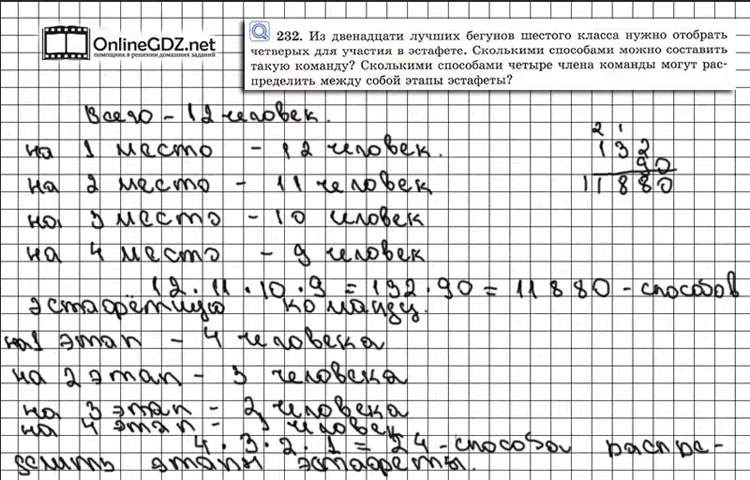 OnlineGDZ.net
помощник в решении домашних заданий
232. Из двенадцати лучших бегунов шестого класса нужно отобрать
четверых для участия в эстафете. Сколькими способами можно составить
такую команду? Сколькими способами четыре члена команды могут рас-
пределить между собой этапы эстафеты?
Всего - 12 человек.
на 1 место - 12 человек.
на 2 место - 11 человек
на 3 место - 10 человек
на 4 место - 9 человек
2 1
132
90
11880
12 · 11 · 10 · 9 = 132 · 90 = 11880 - способов
эстафетную команду.
на 1 этап - 4 человека
на 2 этап - 3 человека
на 3 этап - 2 человека
на 4 этап - 1 человек
4 · 3 · 2 · 1 = 24 - способа распре-
делить этапы эстафеты.